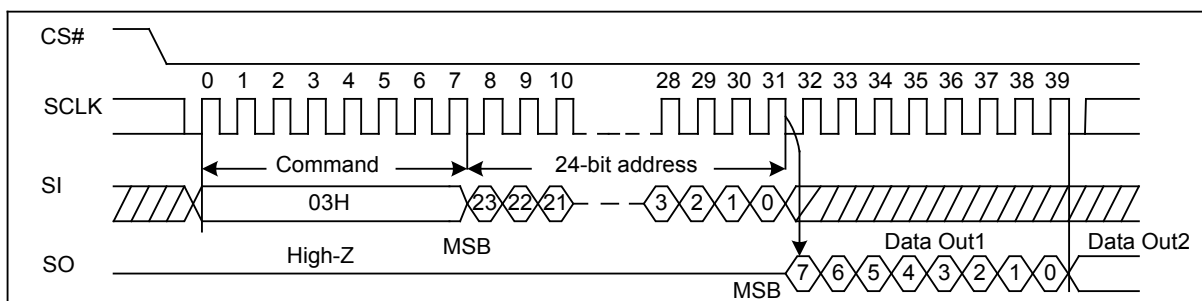 CS#
0 1 2 3 4 5 6 7 8 9 10 28 29 30 31 32 33 34 35 36 37 38 39
SCLK
Command 24-bit address
SI 03H 23 22 21 3 2 1 0
High-Z MSB Data Out1 Data Out2
SO 7 6 5 4 3 2 1 0
MSB